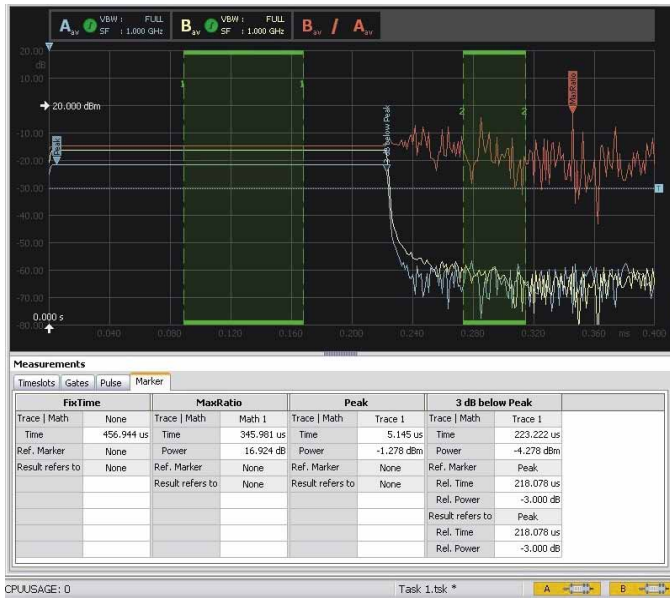 A av VBW : FULL SF : 1.000 GHz B av VBW : FULL SF : 1.000 GHz B av / A av
20.00
dB
10.00
20.000 dBm
-10.00
-20.00
-30.00
-40.00
-50.00
-60.00
-70.00
-80.00
0.000 s
0.040 0.080 0.120 0.160 0.200 0.240 0.280 0.320 0.360 ms 0.400
Peak
1 1
3 dB below Peak
2 2
MaxRatio
T
Measurements
Timeslots Gates Pulse Marker
FixTime MaxRatio Peak 3 dB below Peak
Trace | Math None Trace | Math Math 1 Trace | Math Trace 1 Trace | Math Trace 1
Time 456.944 us Time 345.981 us Time 5.145 us Time 223.222 us
Ref. Marker None Power 16.924 dB Power -1.278 dBm Power -4.278 dBm
Result refers to None Ref. Marker None Ref. Marker None Ref. Marker Peak
Result refers to None Result refers to None Rel. Time 218.078 us
Rel. Power -3.000 dB
Result refers to Peak
Rel. Time 218.078 us
Rel. Power -3.000 dB
CPUUSAGE: 0 Task 1.tsk * A B